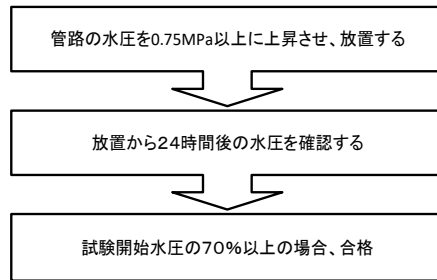 管路の水圧を0.75MPa以上に上昇させ、放置する
放置から２４時間後の水圧を確認する
試験開始水圧の７０％以上の場合、合格